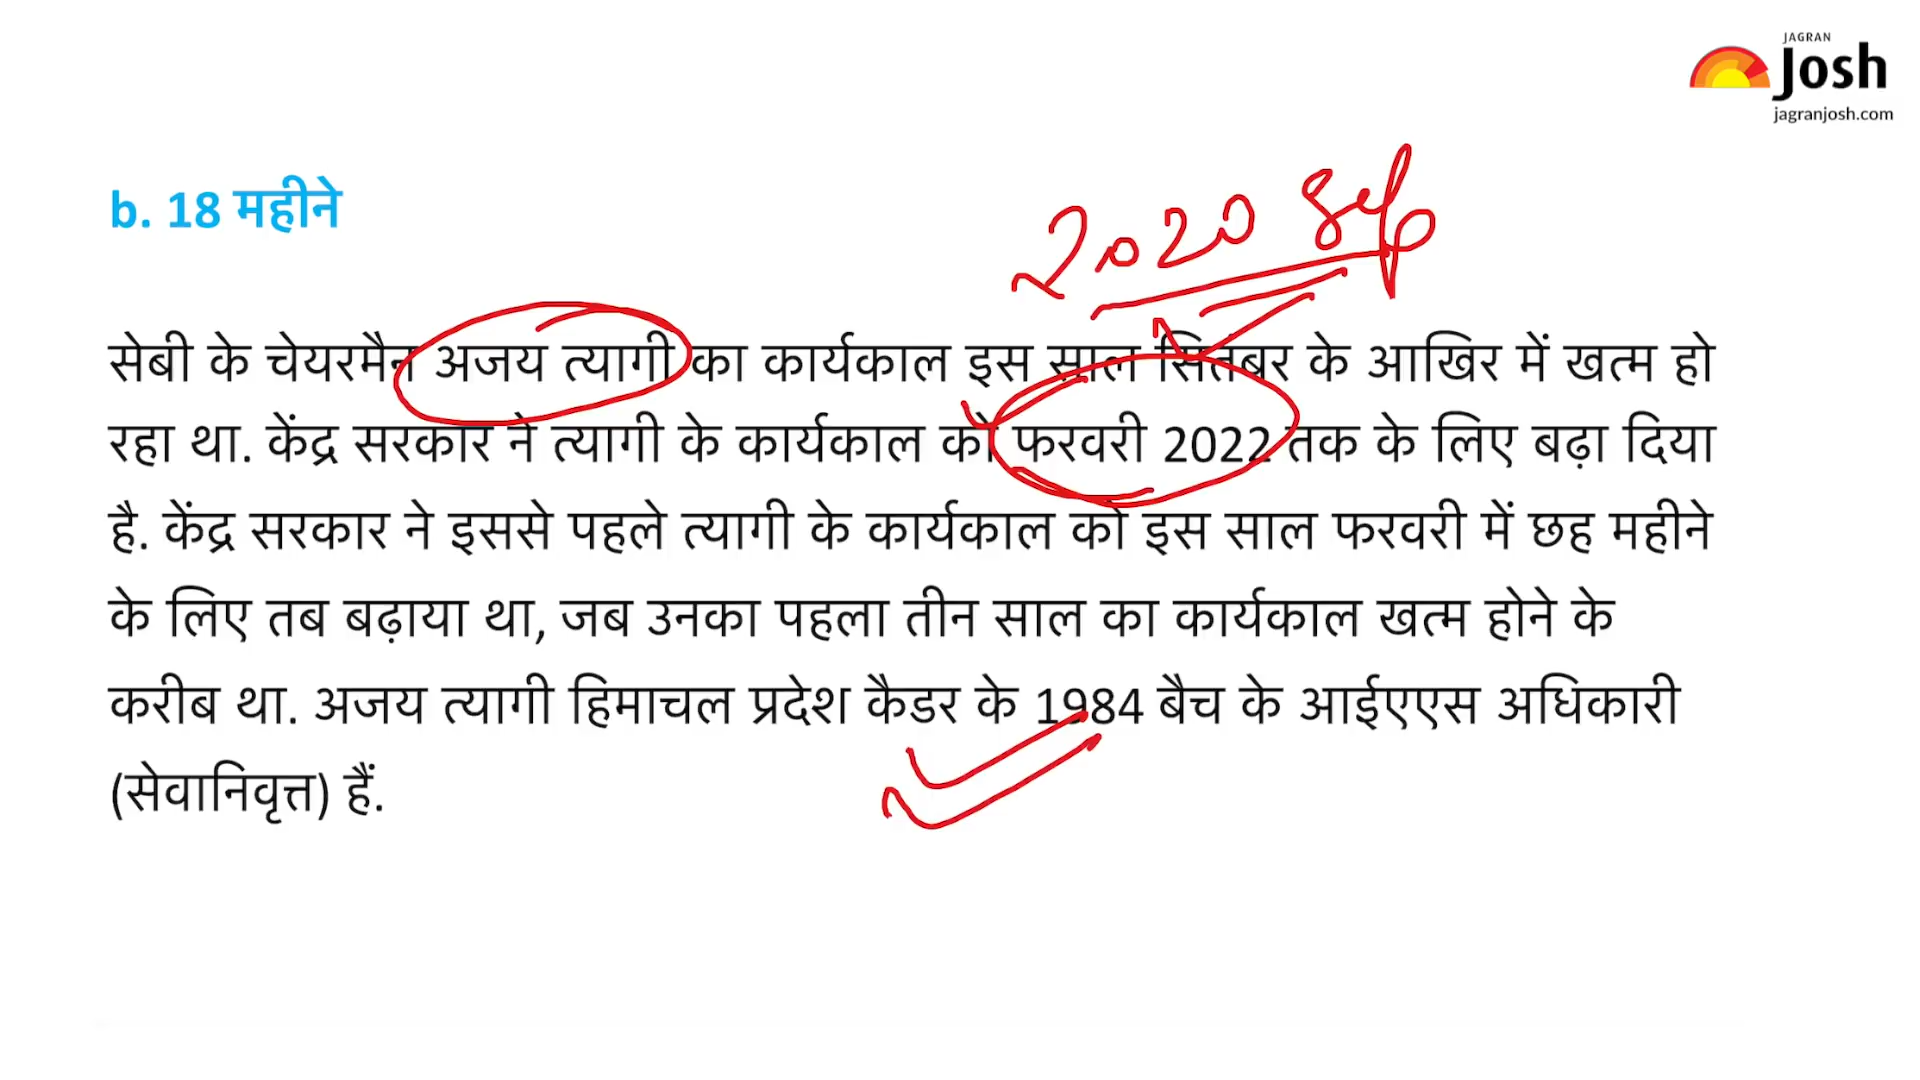 JAGRAN
Josh
jagranjosh.com
2020 Sep
b. 18 महीने
सेबी के चेयरमैन अजय त्यागी का कार्यकाल इस साल सितंबर के आखिर में खत्म हो
रहा था. केंद्र सरकार ने त्यागी के कार्यकाल को फरवरी 2022 तक के लिए बढ़ा दिया
है. केंद्र सरकार ने इससे पहले त्यागी के कार्यकाल को इस साल फरवरी में छह महीने
के लिए तब बढ़ाया था, जब उनका पहला तीन साल का कार्यकाल खत्म होने के
करीब था. अजय त्यागी हिमाचल प्रदेश कैडर के 1984 बैच के आईएएस अधिकारी
(सेवानिवृत्त) हैं.